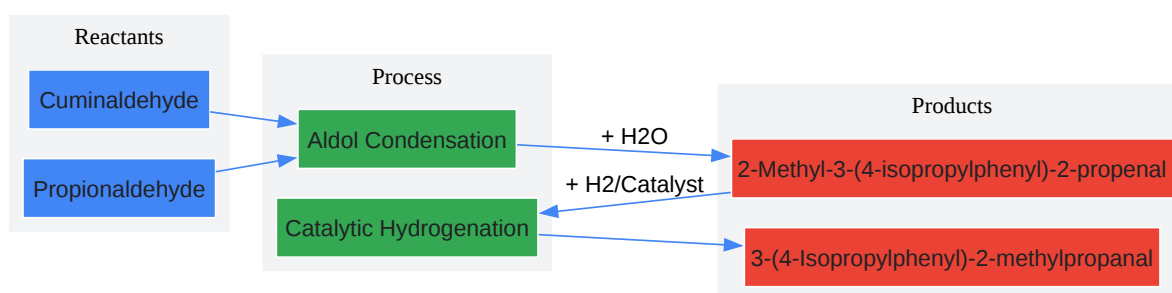 Reactants
Cuminaldehyde
Propionaldehyde
Process
Aldol Condensation
Catalytic Hydrogenation
+ H2O
+ H2/Catalyst
Products
2-Methyl-3-(4-isopropylphenyl)-2-propenal
3-(4-Isopropylphenyl)-2-methylpropanal